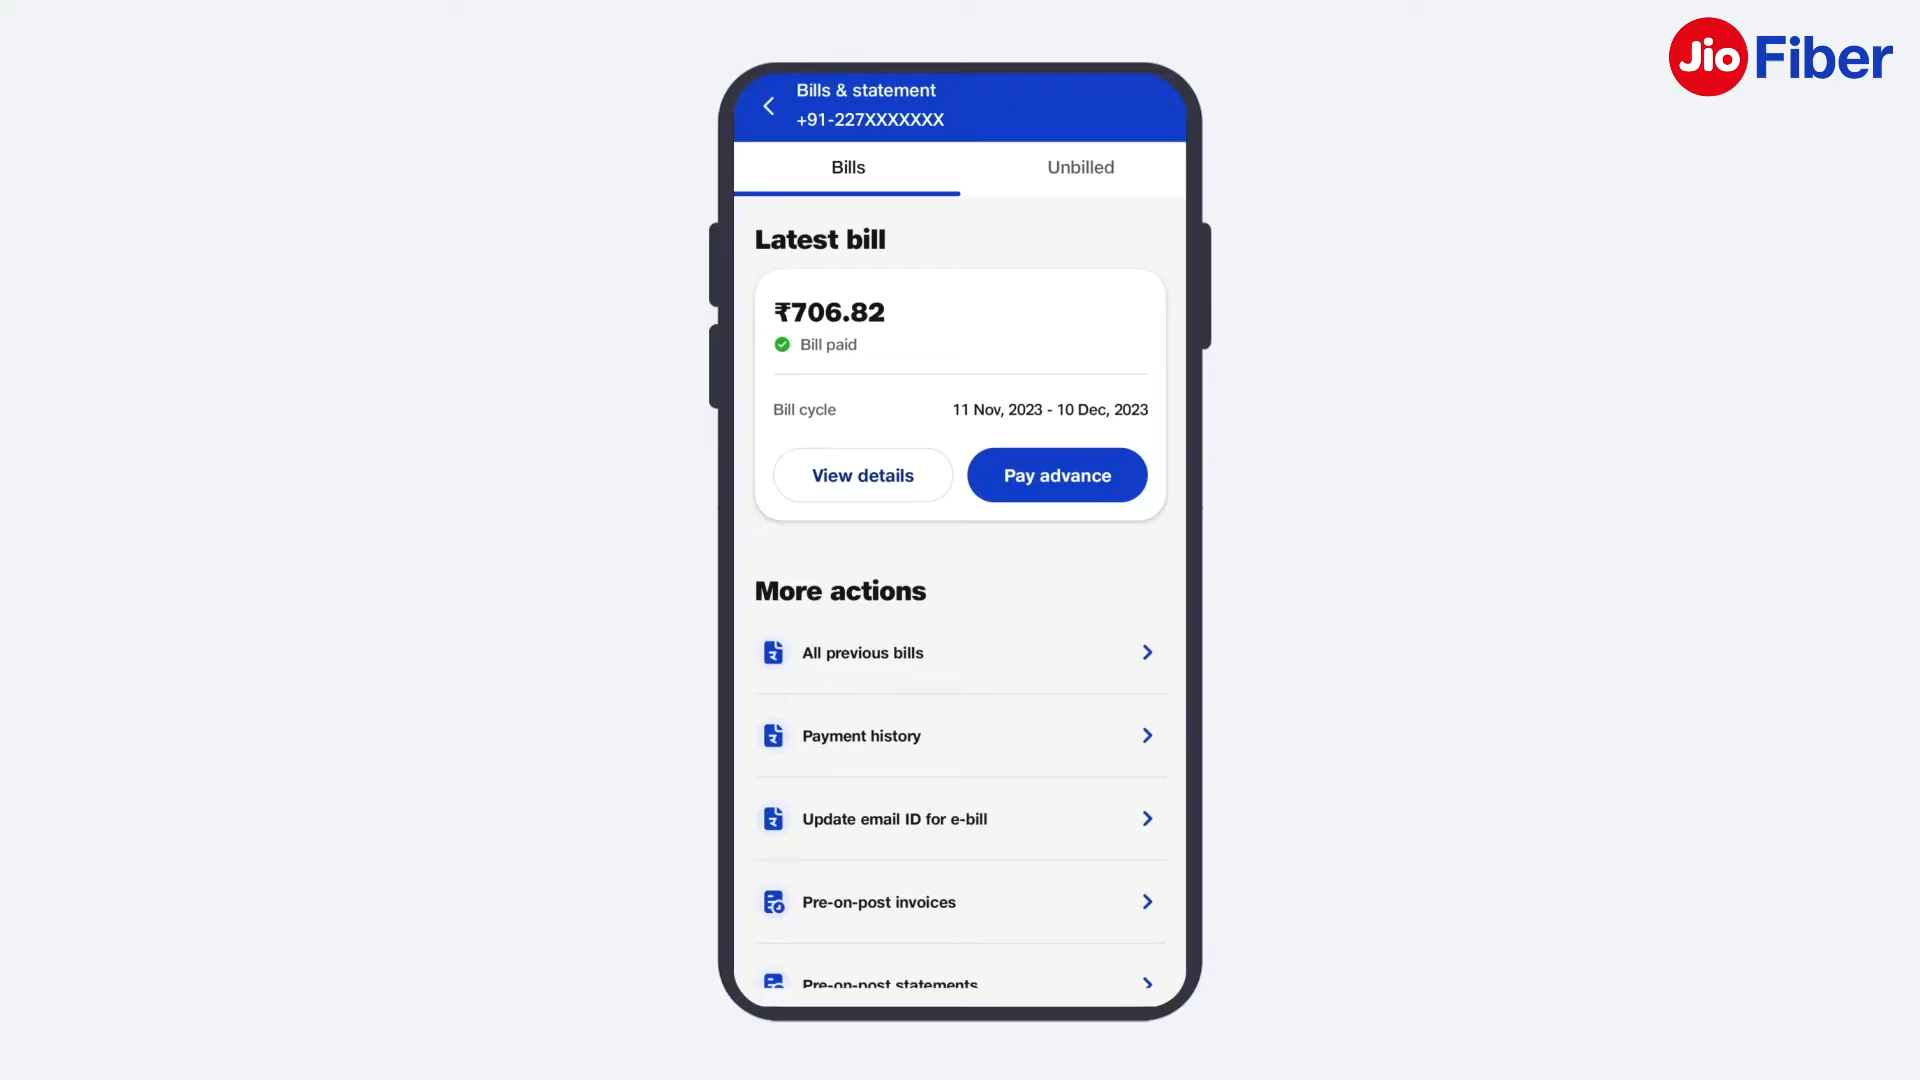 Jio Fiber
Bills & statement
+91-227XXXXXXX
Bills
Unbilled
Latest bill
₹706.82
Bill paid
Bill cycle
11 Nov, 2023 - 10 Dec, 2023
View details
Pay advance
More actions
All previous bills
Payment history
Update email ID for e-bill
Pre-on-post invoices
Pre-on-post statements